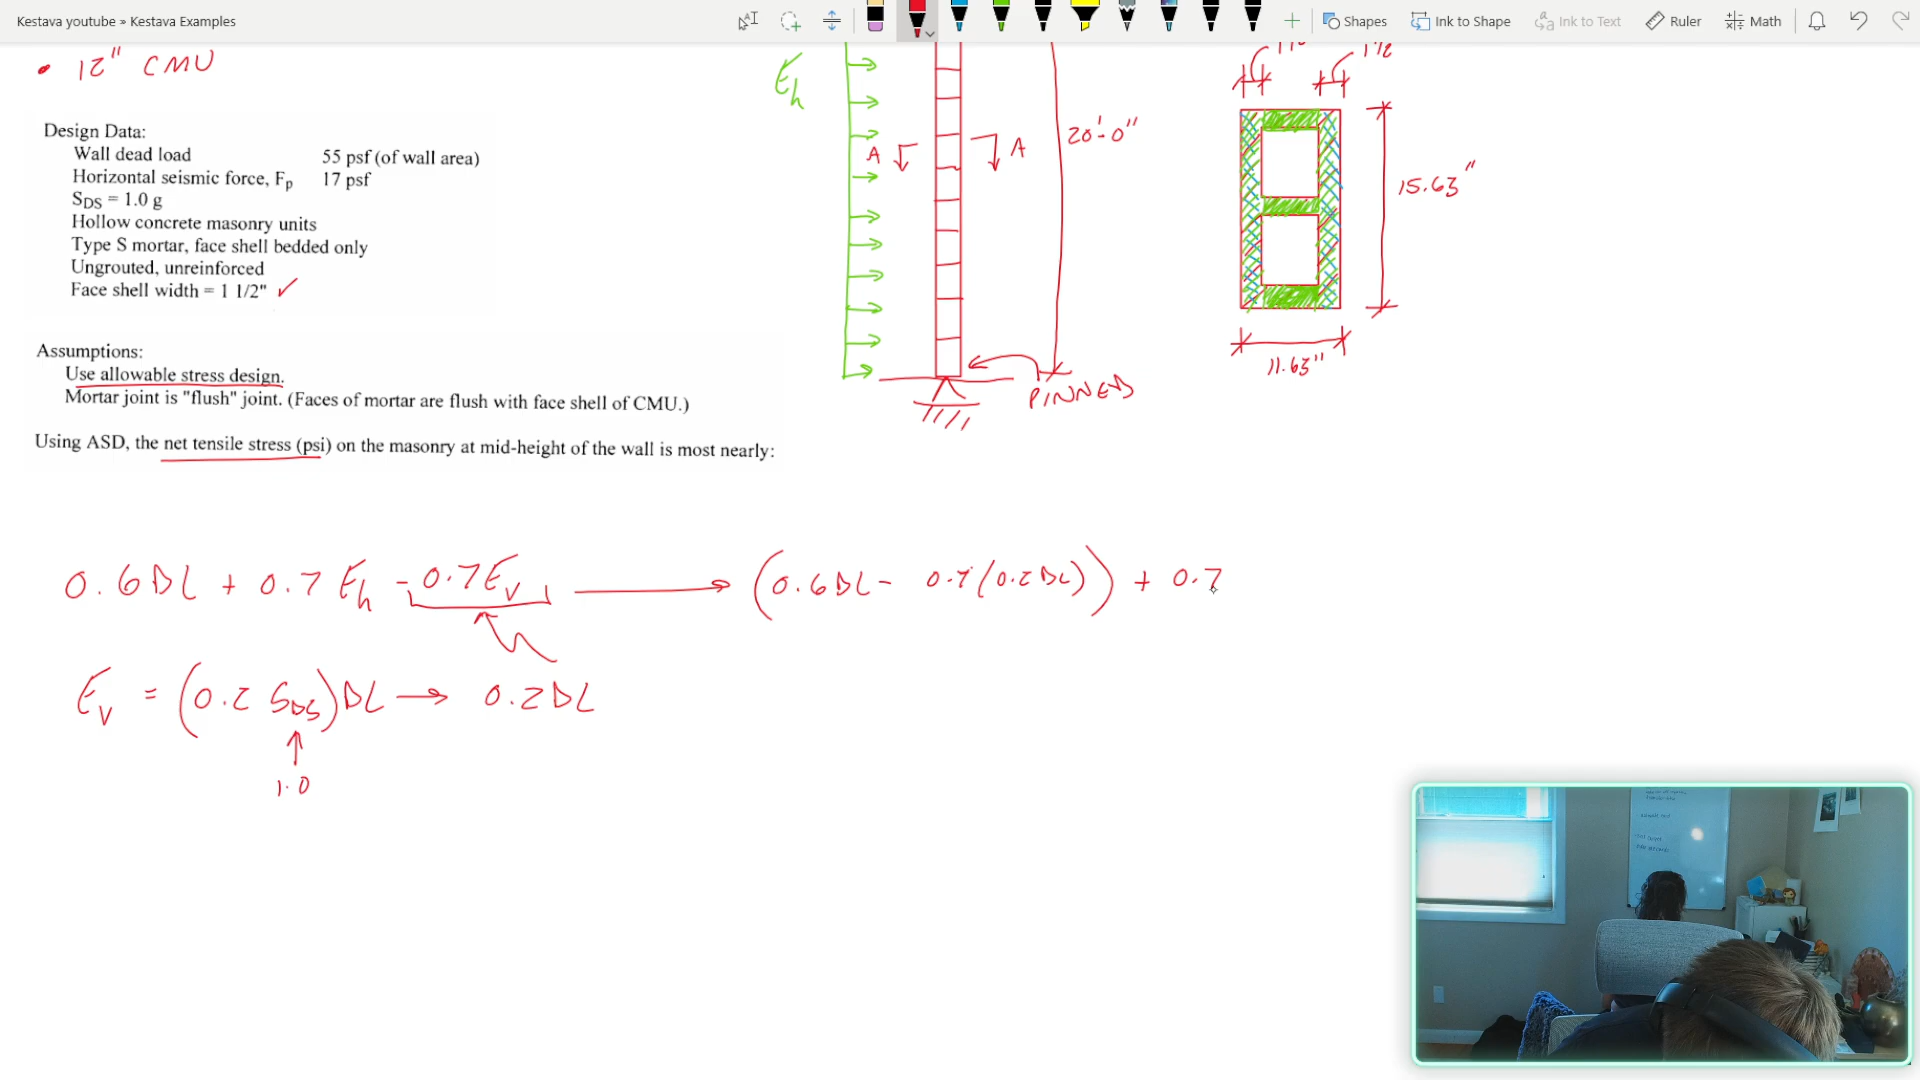 Kestava youtube » Kestava Examples
Shapes
Ink to Shape
Ink to Text
Ruler
Math
• 12" CMU
Design Data:
Wall dead load 55 psf (of wall area)
Horizontal seismic force, Fp 17 psf
SDS = 1.0 g
Hollow concrete masonry units
Type S mortar, face shell bedded only
Ungrouted, unreinforced
Face shell width = 1 1/2" ✓
Assumptions:
Use allowable stress design.
Mortar joint is "flush" joint. (Faces of mortar are flush with face shell of CMU.)
Using ASD, the net tensile stress (psi) on the masonry at mid-height of the wall is most nearly:
Eh
A
A
20'-0"
PINNED
15.63"
11.63"
0.6DL + 0.7Eh - 0.7Ev → (0.6DL - 0.7(0.2DL)) + 0.7
Ev = (0.2 SDS)DL → 0.2DL
1.0